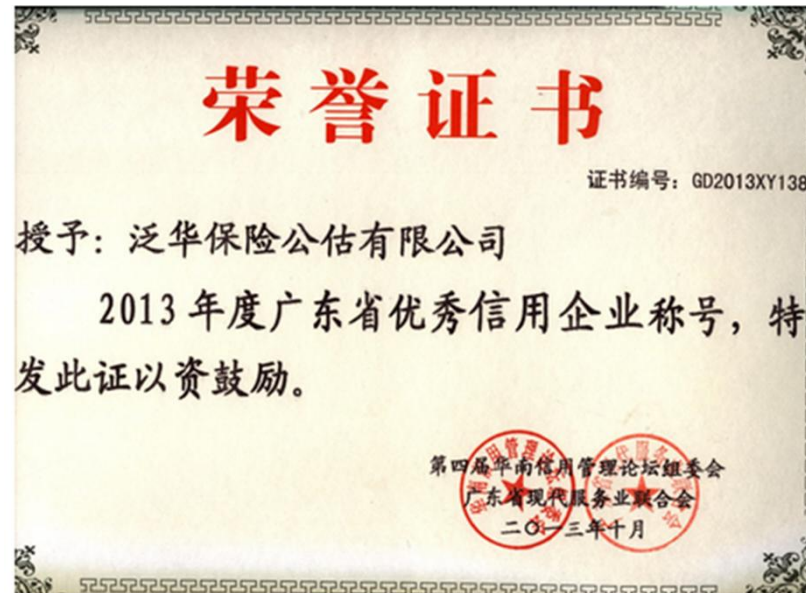 荣誉证书
证书编号：GD2013XY138
授予：泛华保险公估有限公司
2013年度广东省优秀信用企业称号，特
发此证以资鼓励。
第四届华南信用管理论坛组委会
广东省现代服务业联合会
二〇一三年十月